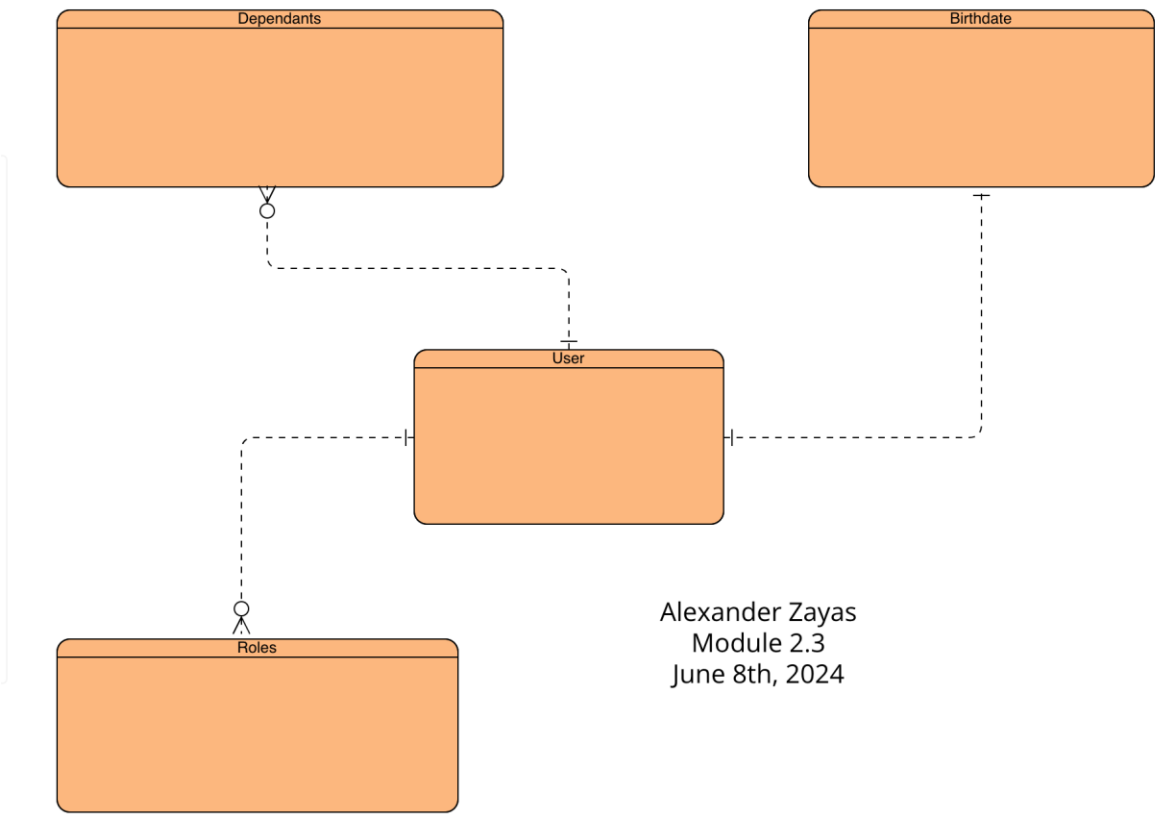 Dependants
Birthdate
User
Alexander Zayas
Module 2.3
June 8th, 2024
Roles